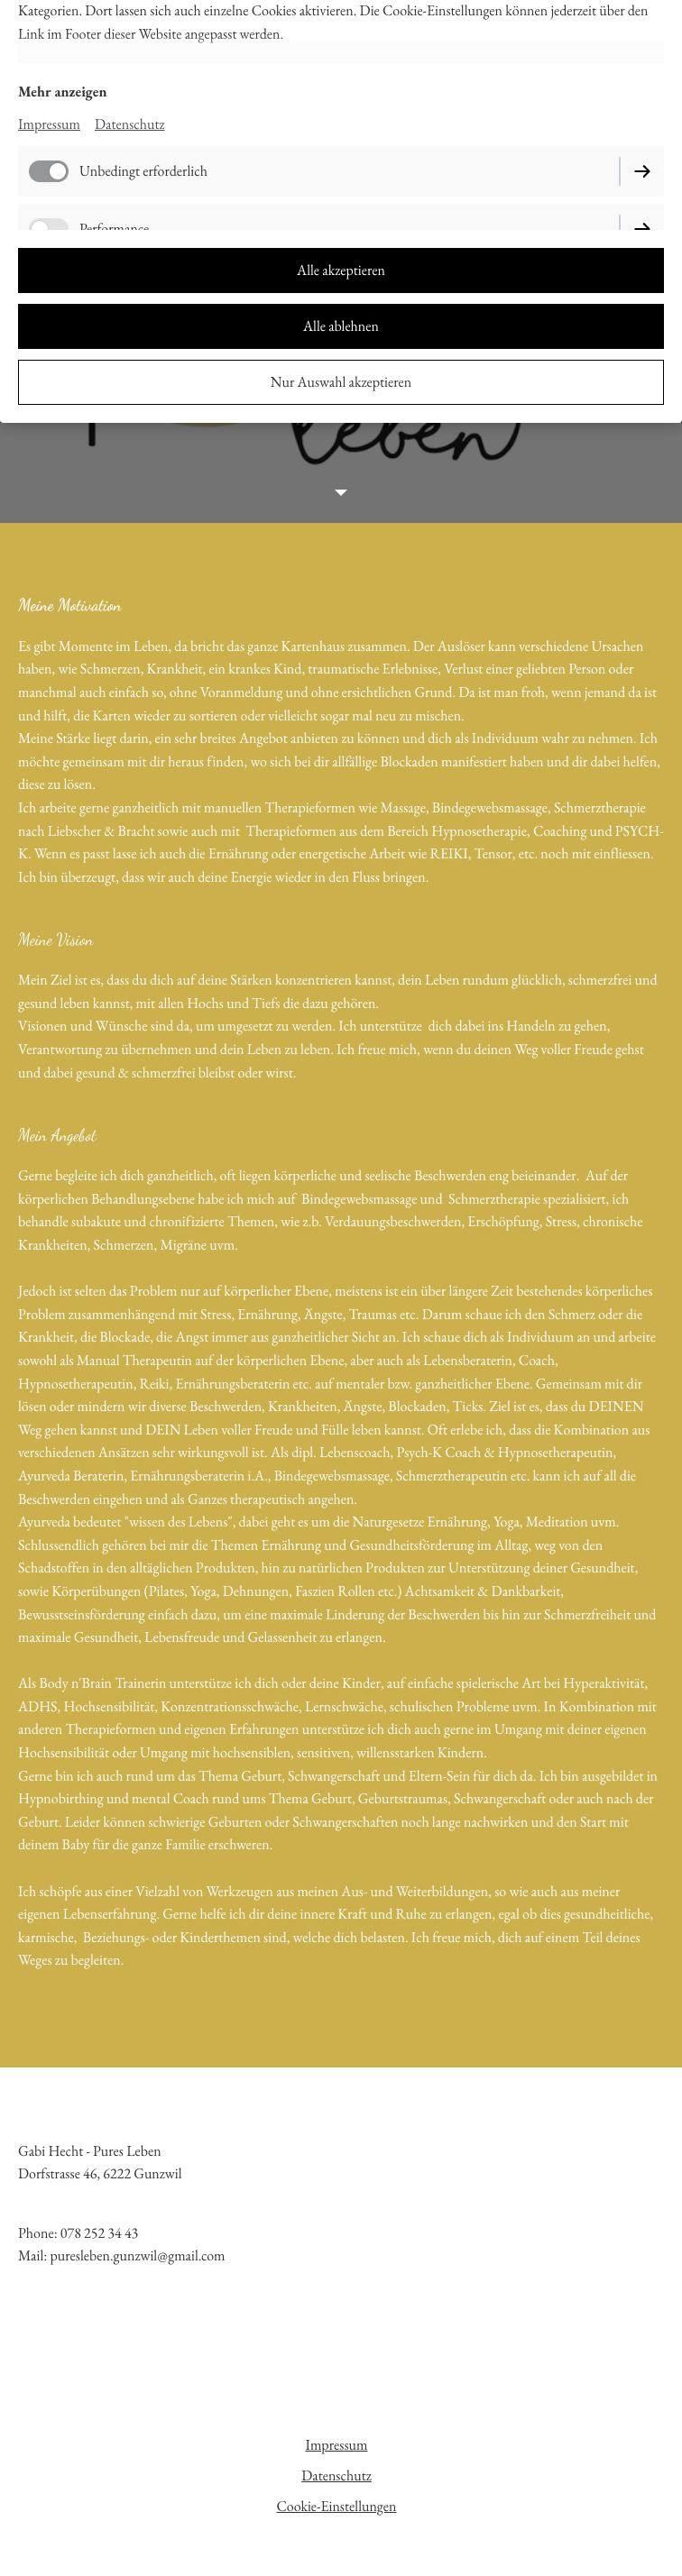 Kategorien. Dort lassen sich auch einzelne Cookies aktivieren. Die Cookie-Einstellungen können jederzeit über den
Link im Footer dieser Website angepasst werden.
Mehr anzeigen
Impressum Datenschutz
Unbedingt erforderlich
Performance
Alle akzeptieren
Alle ablehnen
Nur Auswahl akzeptieren
leben
Meine Motivation
Es gibt Momente im Leben, da bricht das ganze Kartenhaus zusammen. Der Auslöser kann verschiedene Ursachen
haben, wie Schmerzen, Krankheit, ein krankes Kind, traumatische Erlebnisse, Verlust einer geliebten Person oder
manchmal auch einfach so, ohne Voranmeldung und ohne ersichtlichen Grund. Da ist man froh, wenn jemand da ist
und hilft, die Karten wieder zu sortieren oder vielleicht sogar mal neu zu mischen.
Meine Stärke liegt darin, ein sehr breites Angebot anbieten zu können und dich als Individuum wahr zu nehmen. Ich
möchte gemeinsam mit dir heraus finden, wo sich bei dir allfällige Blockaden manifestiert haben und dir dabei helfen,
diese zu lösen.
Ich arbeite gerne ganzheitlich mit manuellen Therapieformen wie Massage, Bindegewebsmassage, Schmerztherapie
nach Liebscher & Bracht sowie auch mit  Therapieformen aus dem Bereich Hypnosetherapie, Coaching und PSYCH-
K. Wenn es passt lasse ich auch die Ernährung oder energetische Arbeit wie REIKI, Tensor, etc. noch mit einfliessen.
Ich bin überzeugt, dass wir auch deine Energie wieder in den Fluss bringen.
Meine Vision
Mein Ziel ist es, dass du dich auf deine Stärken konzentrieren kannst, dein Leben rundum glücklich, schmerzfrei und
gesund leben kannst, mit allen Hochs und Tiefs die dazu gehören.
Visionen und Wünsche sind da, um umgesetzt zu werden. Ich unterstütze  dich dabei ins Handeln zu gehen,
Verantwortung zu übernehmen und dein Leben zu leben. Ich freue mich, wenn du deinen Weg voller Freude gehst
und dabei gesund & schmerzfrei bleibst oder wirst.
Mein Angebot
Gerne begleite ich dich ganzheitlich, oft liegen körperliche und seelische Beschwerden eng beieinander.  Auf der
körperlichen Behandlungsebene habe ich mich auf  Bindegewebsmassage und  Schmerztherapie spezialisiert, ich
behandle subakute und chronifizierte Themen, wie z.b. Verdauungsbeschwerden, Erschöpfung, Stress, chronische
Krankheiten, Schmerzen, Migräne uvm.
Jedoch ist selten das Problem nur auf körperlicher Ebene, meistens ist ein über längere Zeit bestehendes körperliches
Problem zusammenhängend mit Stress, Ernährung, Ängste, Traumas etc. Darum schaue ich den Schmerz oder die
Krankheit, die Blockade, die Angst immer aus ganzheitlicher Sicht an. Ich schaue dich als Individuum an und arbeite
sowohl als Manual Therapeutin auf der körperlichen Ebene, aber auch als Lebensberaterin, Coach,
Hypnosetherapeutin, Reiki, Ernährungsberaterin etc. auf mentaler bzw. ganzheitlicher Ebene. Gemeinsam mit dir
lösen oder mindern wir diverse Beschwerden, Krankheiten, Ängste, Blockaden, Ticks. Ziel ist es, dass du DEINEN
Weg gehen kannst und DEIN Leben voller Freude und Fülle leben kannst. Oft erlebe ich, dass die Kombination aus
verschiedenen Ansätzen sehr wirkungsvoll ist. Als dipl. Lebenscoach, Psych-K Coach & Hypnosetherapeutin,
Ayurveda Beraterin, Ernährungsberaterin i.A., Bindegewebsmassage, Schmerztherapeutin etc. kann ich auf all die
Beschwerden eingehen und als Ganzes therapeutisch angehen.
Ayurveda bedeutet "wissen des Lebens", dabei geht es um die Naturgesetze Ernährung, Yoga, Meditation uvm.
Schlussendlich gehören bei mir die Themen Ernährung und Gesundheitsförderung im Alltag, weg von den
Schadstoffen in den alltäglichen Produkten, hin zu natürlichen Produkten zur Unterstützung deiner Gesundheit,
sowie Körperübungen (Pilates, Yoga, Dehnungen, Faszien Rollen etc.) Achtsamkeit & Dankbarkeit,
Bewusstseinsförderung einfach dazu, um eine maximale Linderung der Beschwerden bis hin zur Schmerzfreiheit und
maximale Gesundheit, Lebensfreude und Gelassenheit zu erlangen.
Als Body n'Brain Trainerin unterstütze ich dich oder deine Kinder, auf einfache spielerische Art bei Hyperaktivität,
ADHS, Hochsensibilität, Konzentrationsschwäche, Lernschwäche, schulischen Probleme uvm. In Kombination mit
anderen Therapieformen und eigenen Erfahrungen unterstütze ich dich auch gerne im Umgang mit deiner eigenen
Hochsensibilität oder Umgang mit hochsensiblen, sensitiven, willensstarken Kindern.
Gerne bin ich auch rund um das Thema Geburt, Schwangerschaft und Eltern-Sein für dich da. Ich bin ausgebildet in
Hypnobirthing und mental Coach rund ums Thema Geburt, Geburtstraumas, Schwangerschaft oder auch nach der
Geburt. Leider können schwierige Geburten oder Schwangerschaften noch lange nachwirken und den Start mit
deinem Baby für die ganze Familie erschweren.
Ich schöpfe aus einer Vielzahl von Werkzeugen aus meinen Aus- und Weiterbildungen, so wie auch aus meiner
eigenen Lebenserfahrung. Gerne helfe ich dir deine innere Kraft und Ruhe zu erlangen, egal ob dies gesundheitliche,
karmische,  Beziehungs- oder Kinderthemen sind, welche dich belasten. Ich freue mich, dich auf einem Teil deines
Weges zu begleiten.
Gabi Hecht - Pures Leben
Dorfstrasse 46, 6222 Gunzwil
Phone: 078 252 34 43
Mail: puresleben.gunzwil@gmail.com
Impressum
Datenschutz
Cookie-Einstellungen